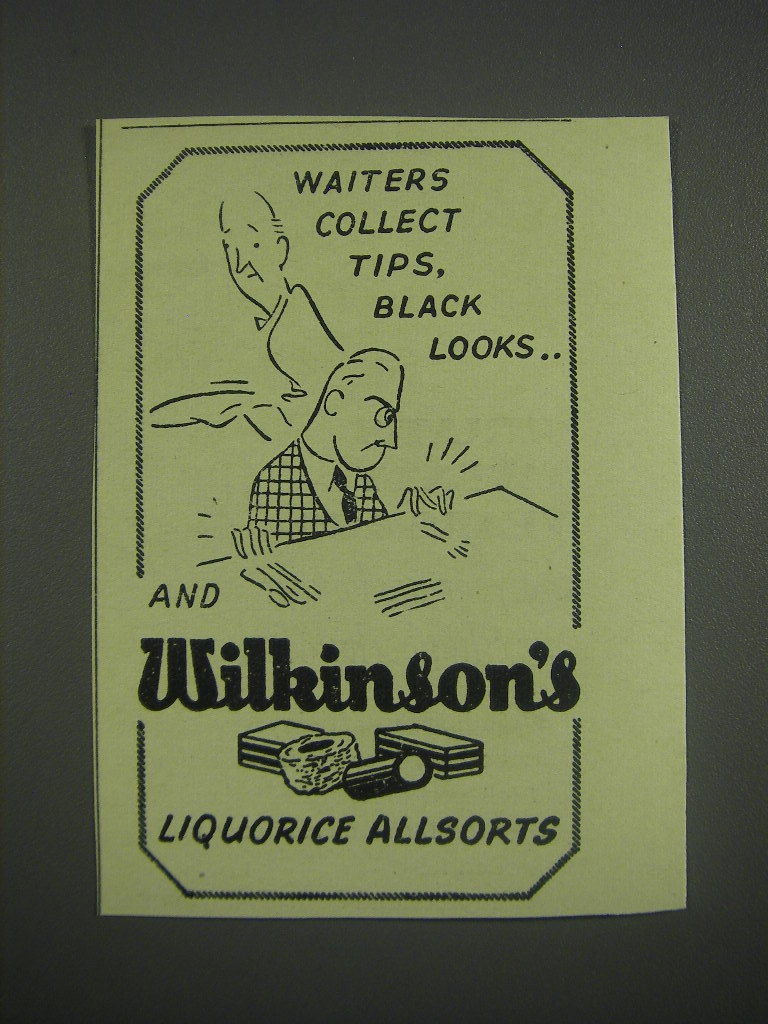 WAITERS
COLLECT
TIPS,
BLACK
LOOKS..
AND
Wilkinson's
LIQUORICE ALLSORTS